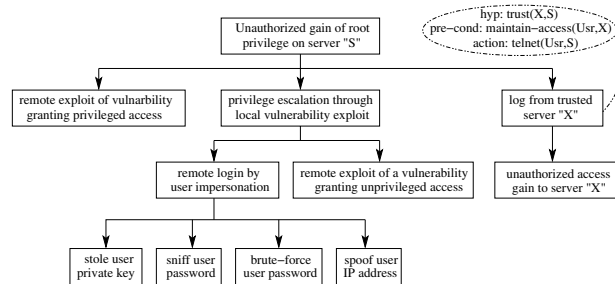 Unauthorized gain of root
privilege on server "S"
hyp: trust(X,S)
pre−cond: maintain−access(Usr,X)
action: telnet(Usr,S)
remote exploit of vulnarbility
granting privileged access
privilege escalation through
local vulnerability exploit
log from trusted
server "X"
remote login by
user impersonation
remote exploit of a vulnerability
granting unprivileged access
unauthorized access
gain to server "X"
stole user
private key
sniff user
password
brute−force
user password
spoof user
IP address